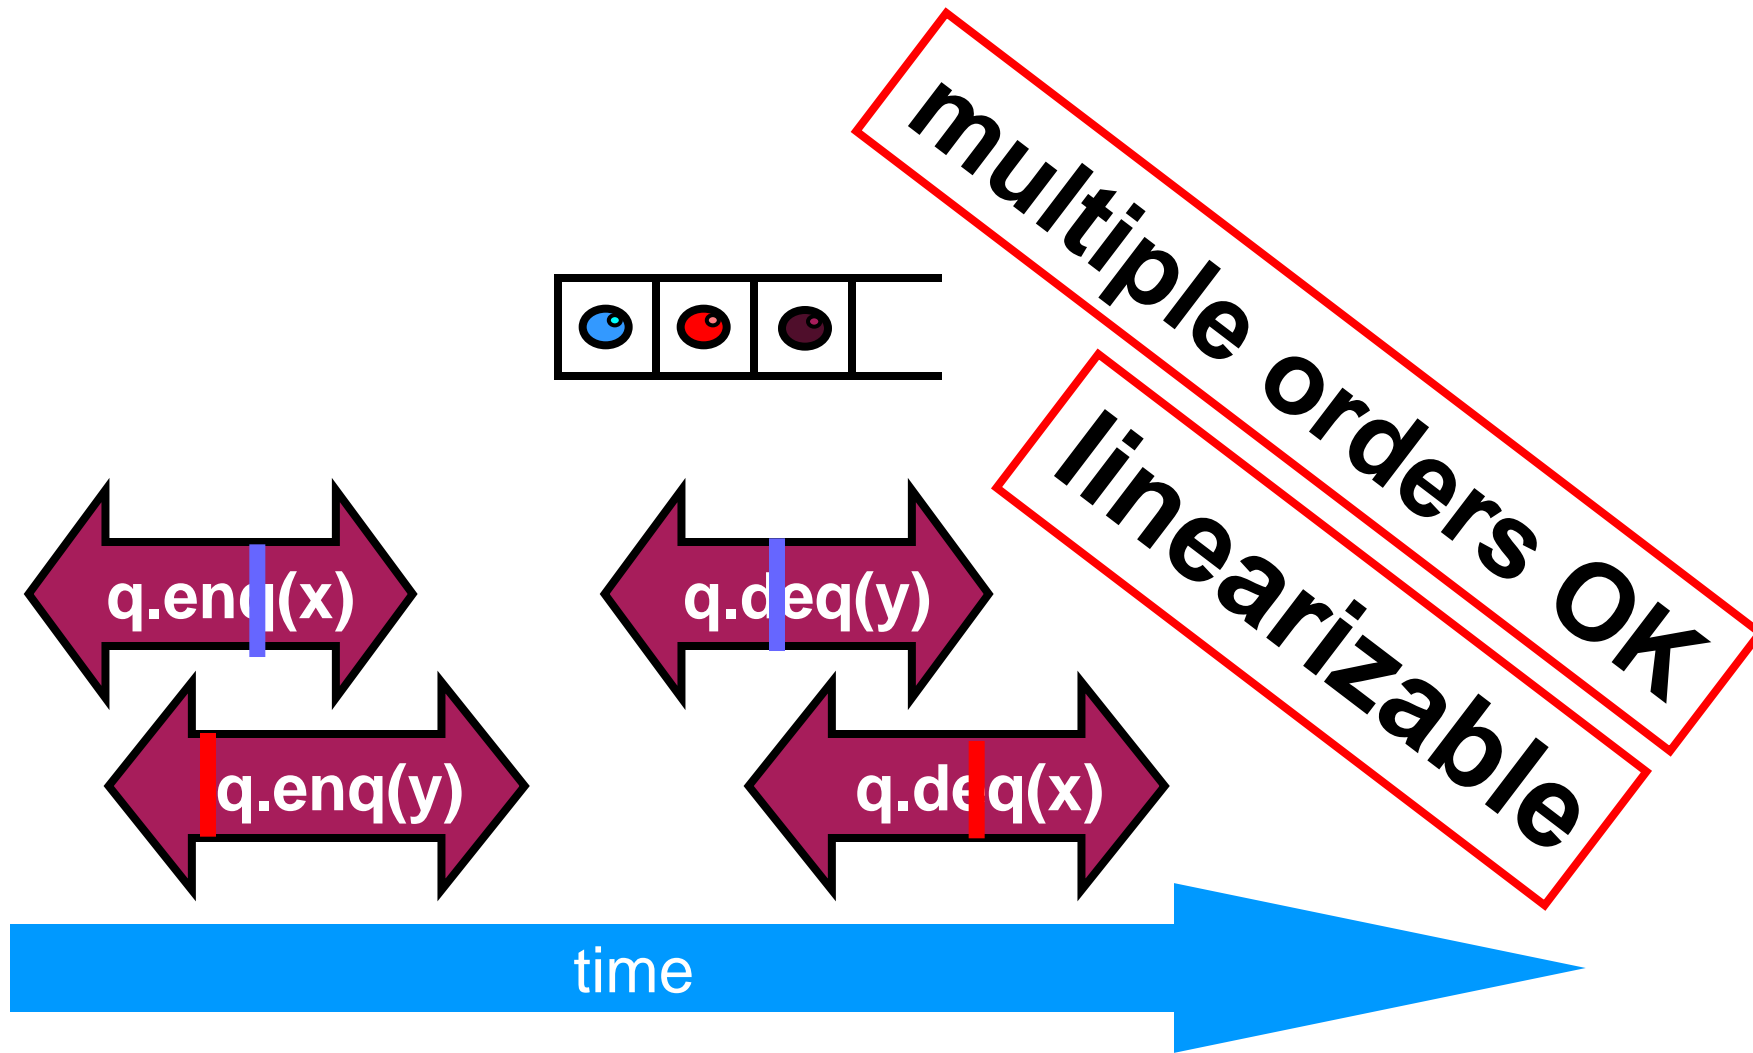 multiple orders OK
linearizable
q.enq(x)
q.deq(y)
q.enq(y)
q.deq(x)
time